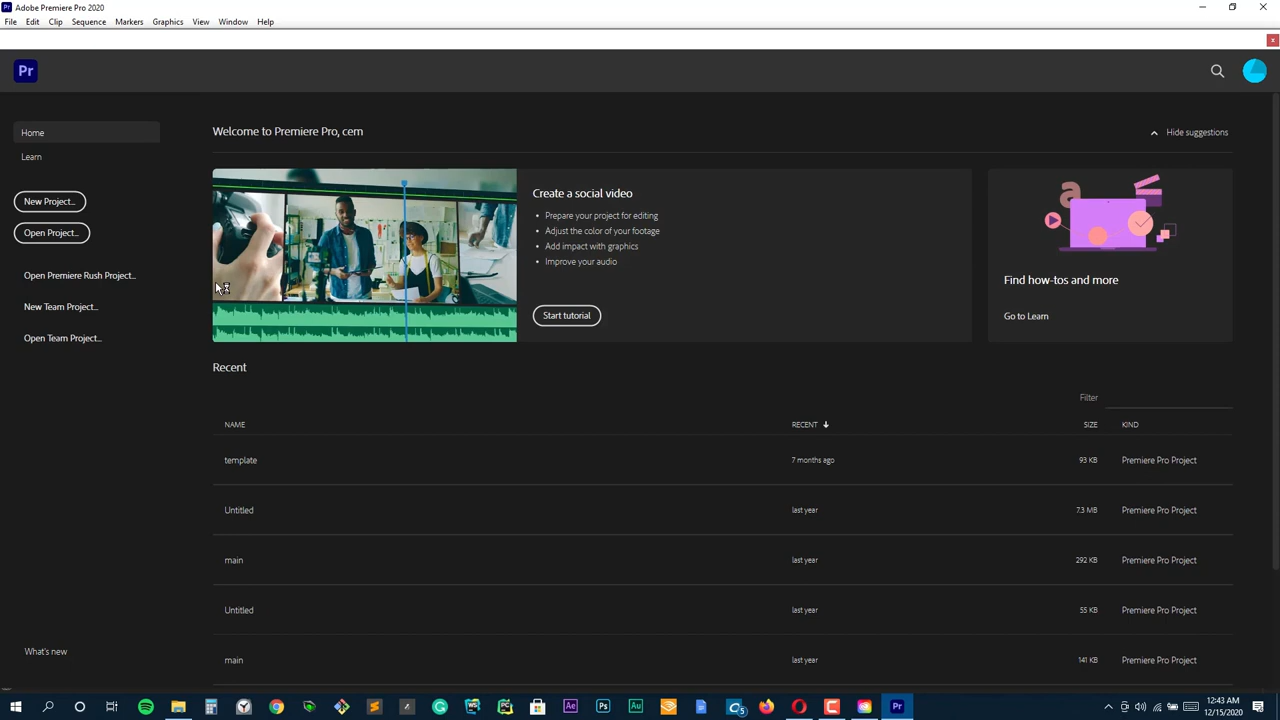 Adobe Premiere Pro 2020
File Edit Clip Sequence Markers Graphics View Window Help
Pr
Home
Learn
New Project...
Open Project...
Open Premiere Rush Project...
New Team Project...
Open Team Project...
What's new
Welcome to Premiere Pro, cem
Hide suggestions
Create a social video
• Prepare your project for editing
• Adjust the color of your footage
• Add impact with graphics
• Improve your audio
Start tutorial
Find how-tos and more
Go to Learn
Recent
Filter
NAME RECENT SIZE KIND
template 7 months ago 93 KB Premiere Pro Project
Untitled last year 7.3 MB Premiere Pro Project
main last year 292 KB Premiere Pro Project
Untitled last year 55 KB Premiere Pro Project
main last year 141 KB Premiere Pro Project
Ae Ps Au Pr
12:43 AM
12/15/2020